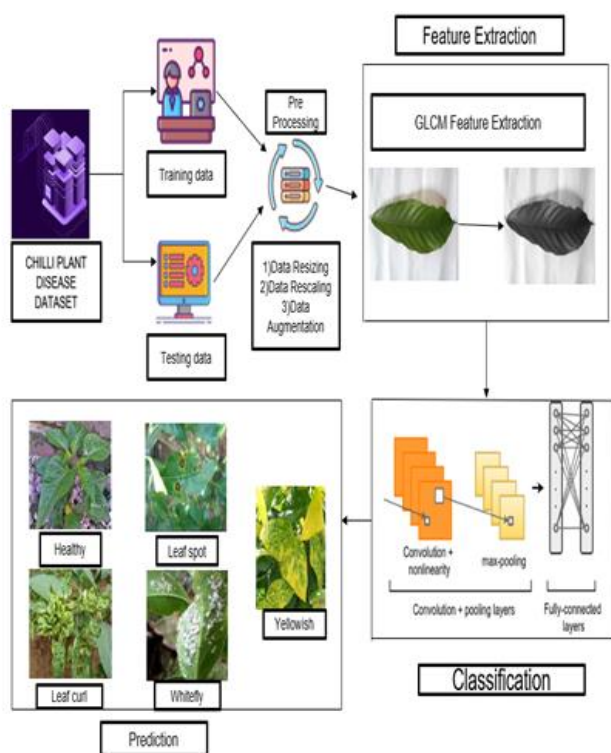 Feature Extraction
Pre
Processing
GLCM Feature Extraction
Training data
CHILLI PLANT
DISEASE
DATASET
1)Data Resizing
2)Data Rescaling
3)Data
Augmentation
Testing data
Healthy
Leaf spot
Yellowish
Leaf curl
Whitefly
Prediction
Convolution +
nonlinearity
max-pooling
Convolution + pooling layers
Fully-connected
layers
Classification